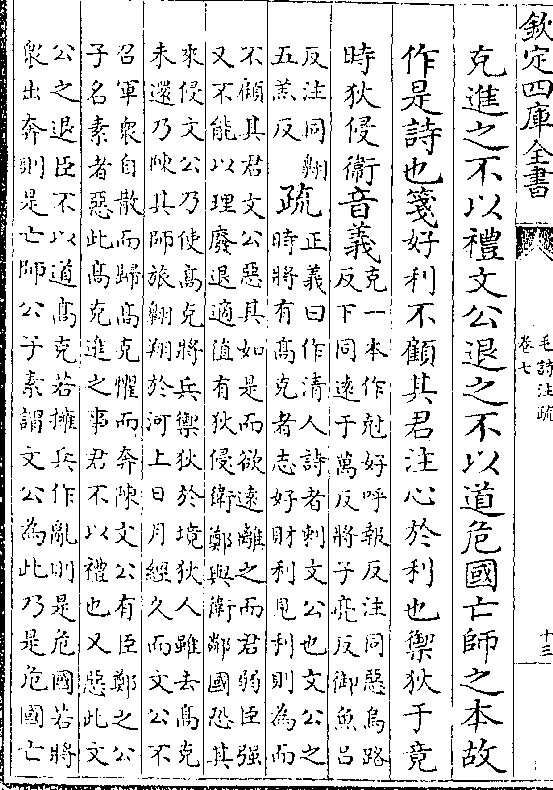 欽定四庫全書
毛詩注疏
卷七
十三
克進之不以禮文公退之不以道危國亡師之本故
作是詩也箋好利不顧其君注心於利也禦狄于竟
時狄侵衛音義克一本作尅好呼報反注同惡烏路
反下同遠于萬反將子亮反御魚呂
反注同翱
五羔反疏正義曰作清人詩者刺文公也文公之
時將有高克者志好財利見利則為而
不顧其君文公惡其如是而欲遠離之而君弱臣強
又不能以理廢退適值有狄侵衛鄭與衛鄰國恐其
來侵文公乃使高克將兵禦狄於境狄人雖去高克
未還乃陳其師旅翱翔於河上日月經久而文公不
召軍衆自散而歸高克懼而奔陳文公有臣鄭之公
子名素者惡此高克進之事君不以禮也又惡此文
公之退臣不以道高克若擁兵作亂則是危國若將
衆出奔則是亡師公子素謂文公為此乃是危國亡